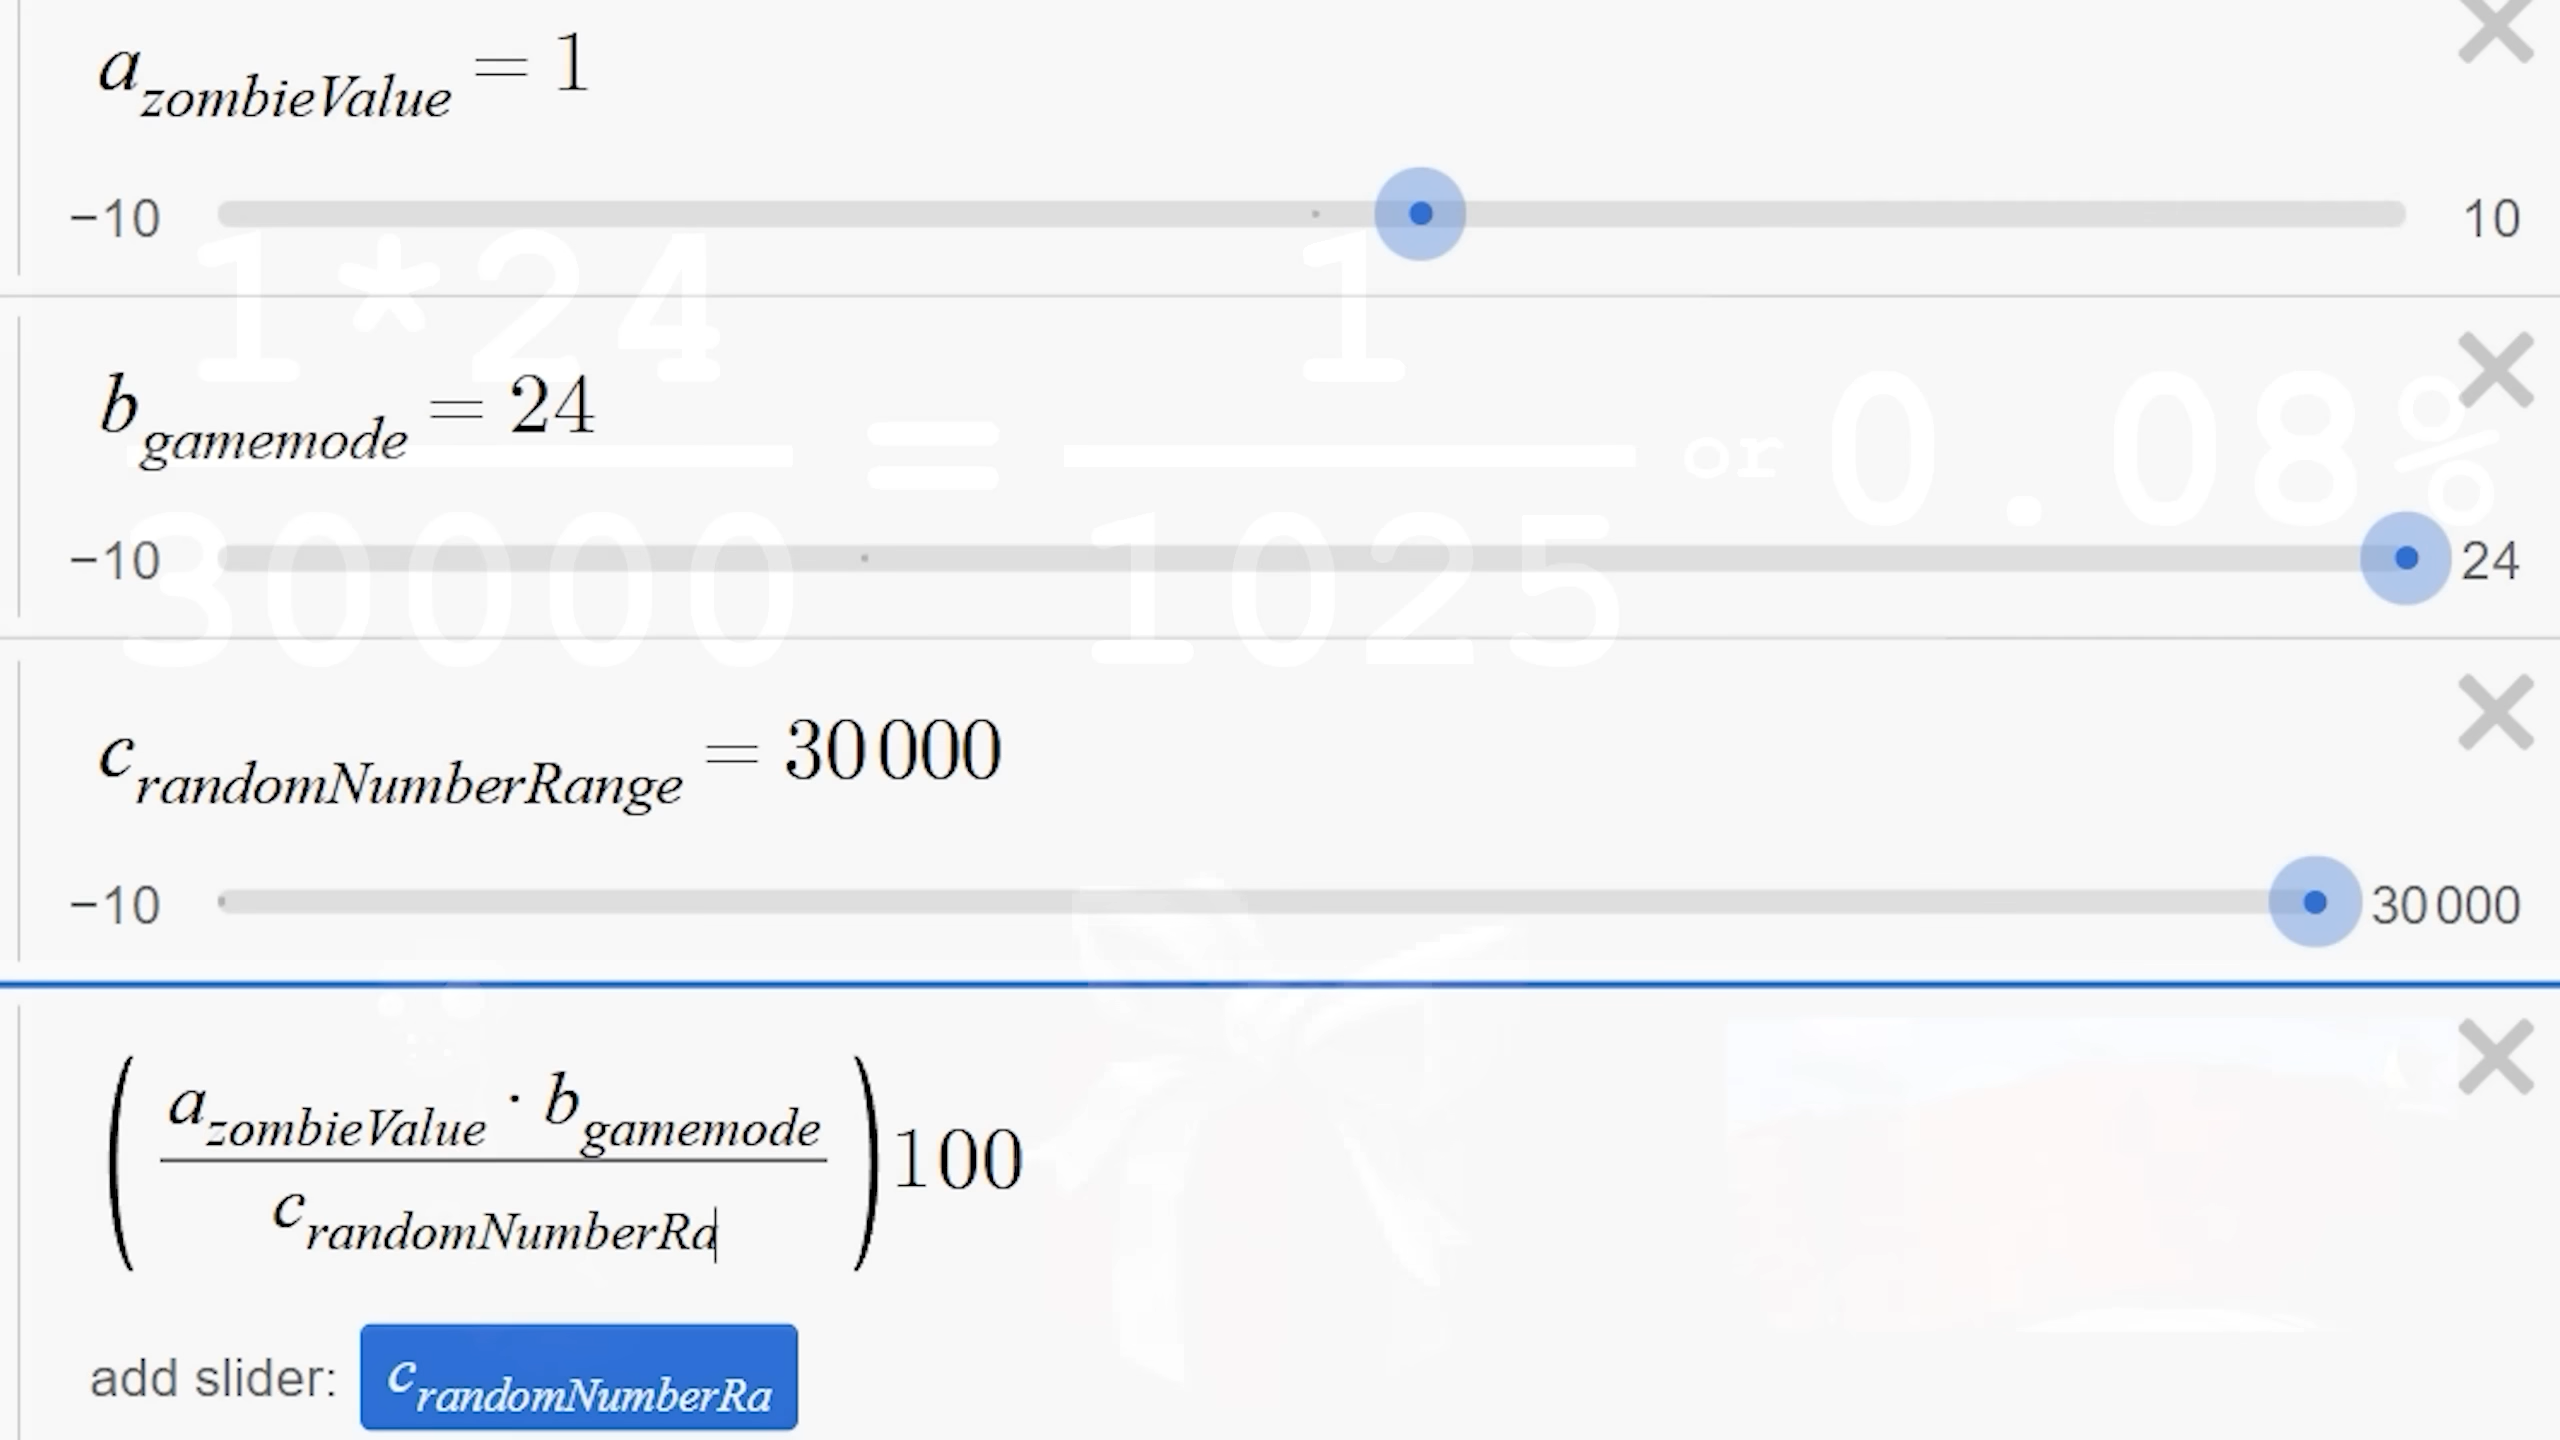 a_zombieValue = 1
−10 10
1*24 / 30000 = 1 / 1025 or 0.08%
b_gamemode = 24
−10 24
c_randomNumberRange = 30000
−10 30000
(a_zombieValue · b_gamemode / c_randomNumberRa)100
add slider: c_randomNumberRa